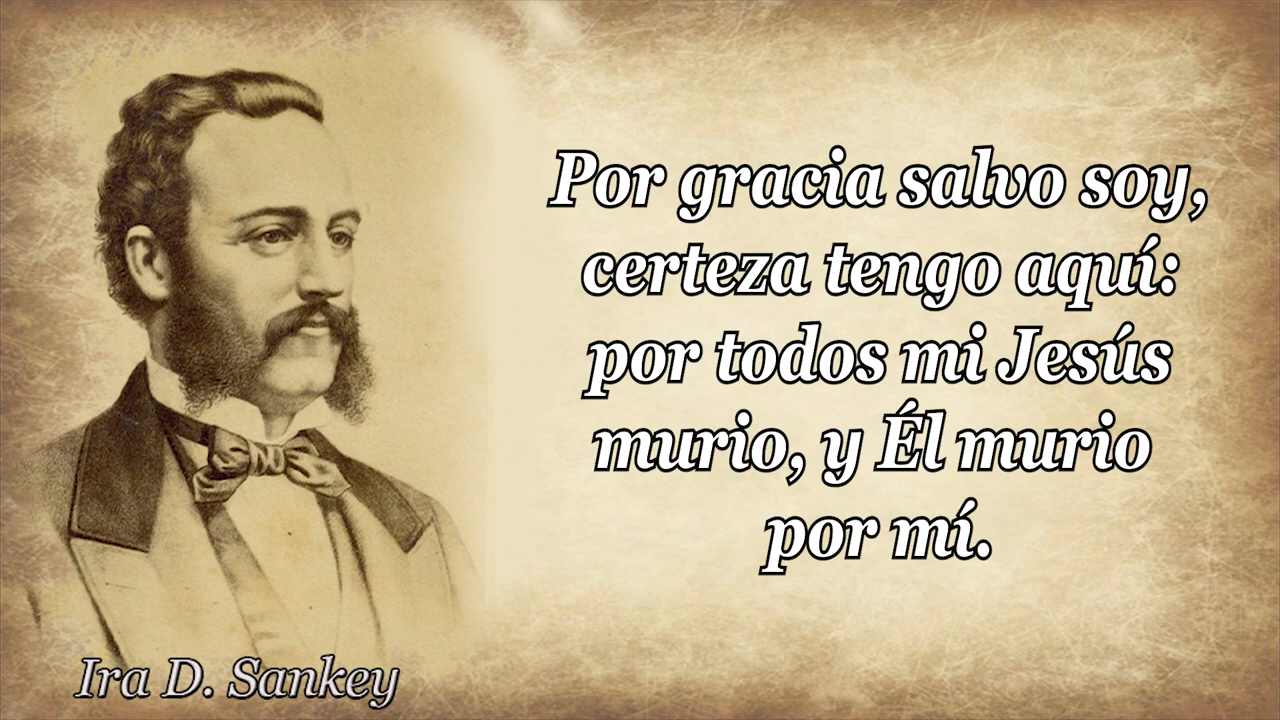 Por gracia salvo soy,
certeza tengo aquí:
por todos mi Jesús
murio, y Él murio
por mí.
Ira D. Sankey